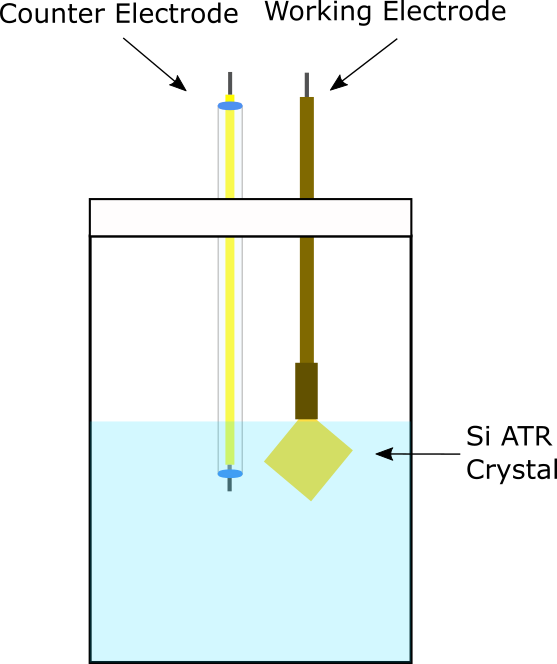 Counter Electrode
Working Electrode
Si ATR
Crystal